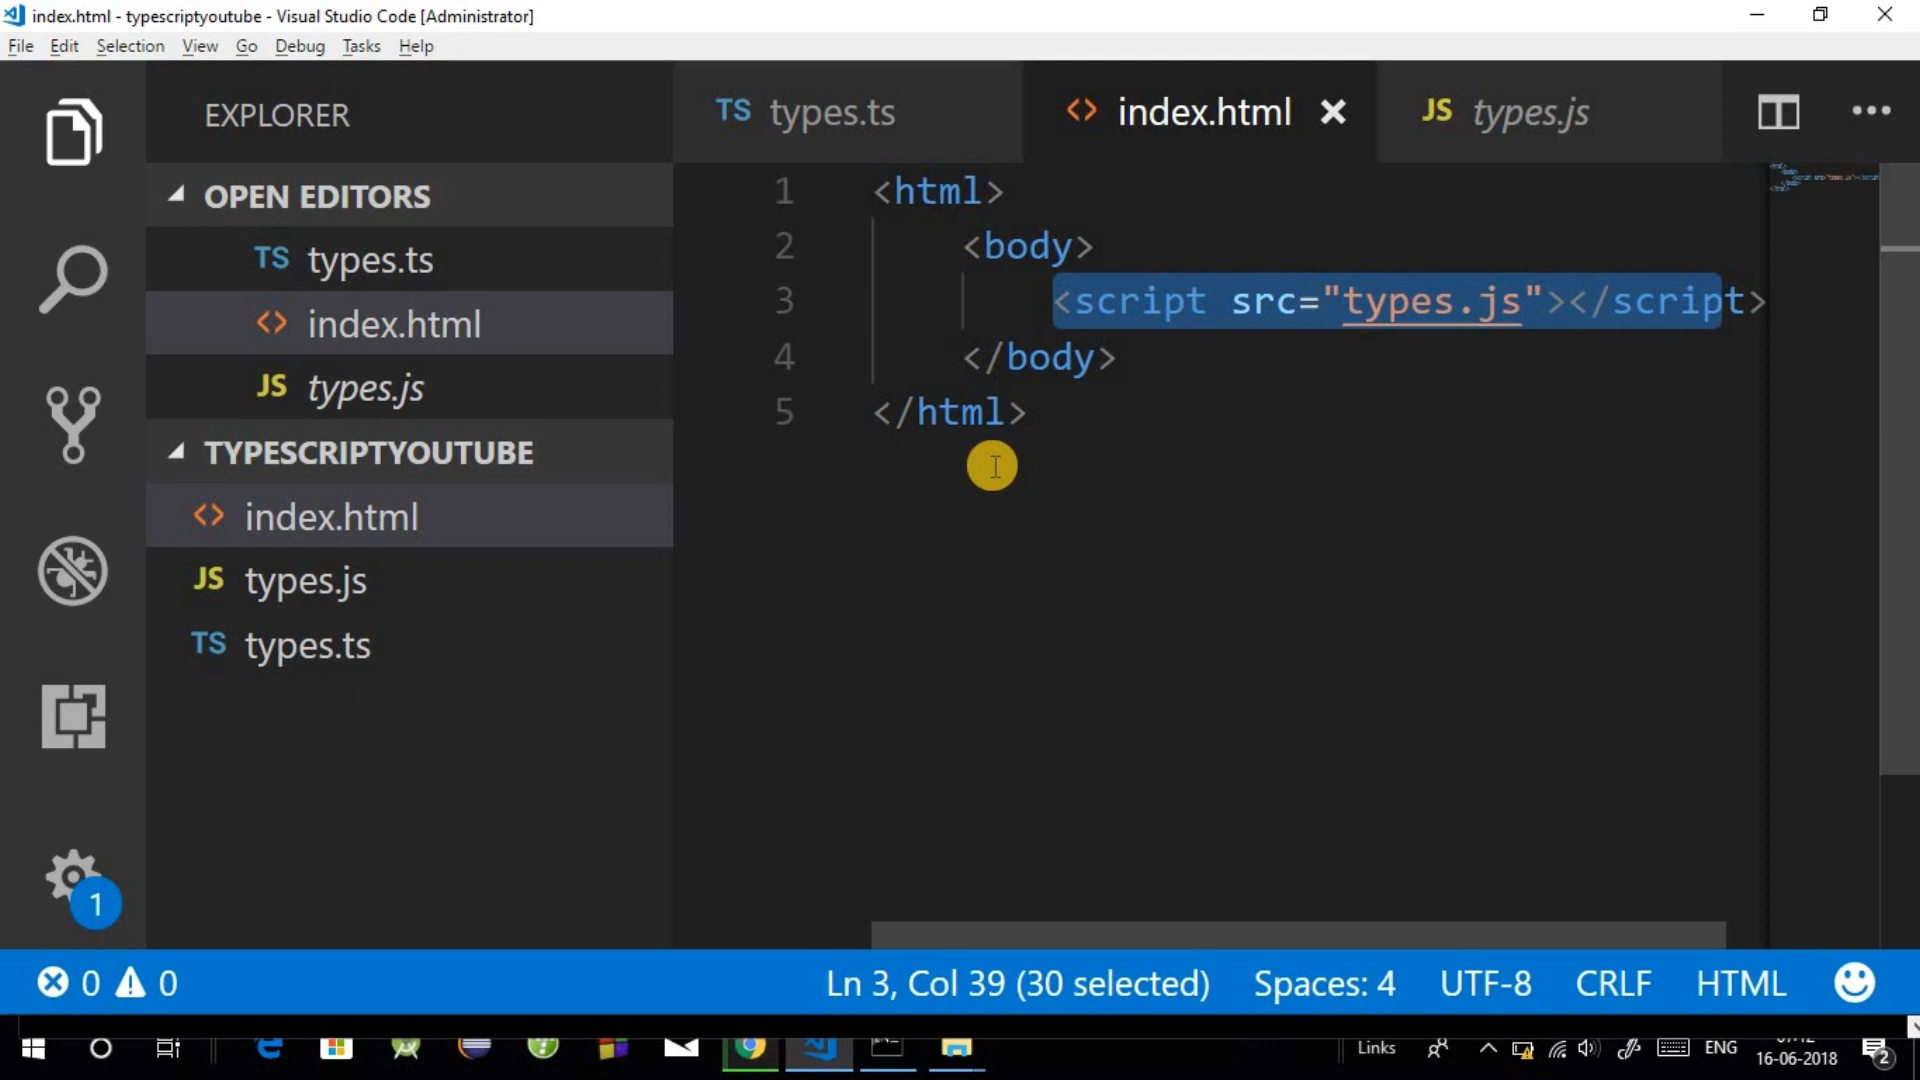 index.html - typescriptyoutube - Visual Studio Code [Administrator]
File Edit Selection View Go Debug Tasks Help
EXPLORER
OPEN EDITORS
TS types.ts
index.html
JS types.js
TYPESCRIPTYOUTUBE
index.html
JS types.js
TS types.ts
1
TS types.ts
<> index.html
JS types.js
1 <html>
2 <body>
3 <script src="types.js"></script>
4 </body>
5 </html>
0 0
Ln 3, Col 39 (30 selected) Spaces: 4 UTF-8 CRLF HTML
Links ENG
16-06-2018
2